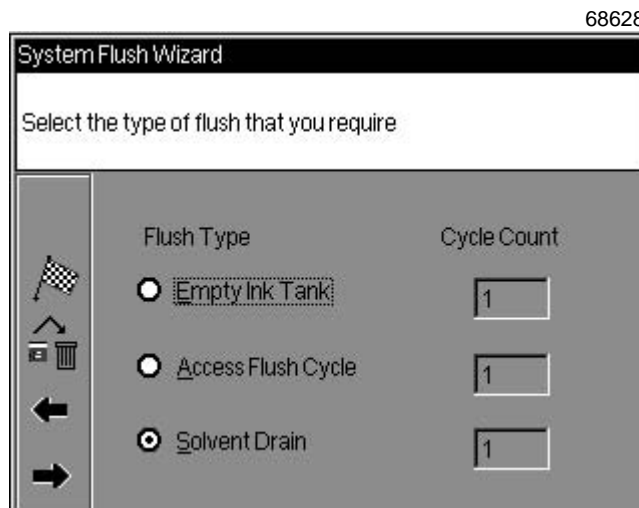 68628
System Flush Wizard
Select the type of flush that you require
Flush Type Cycle Count
Empty Ink Tank 1
Access Flush Cycle 1
Solvent Drain 1